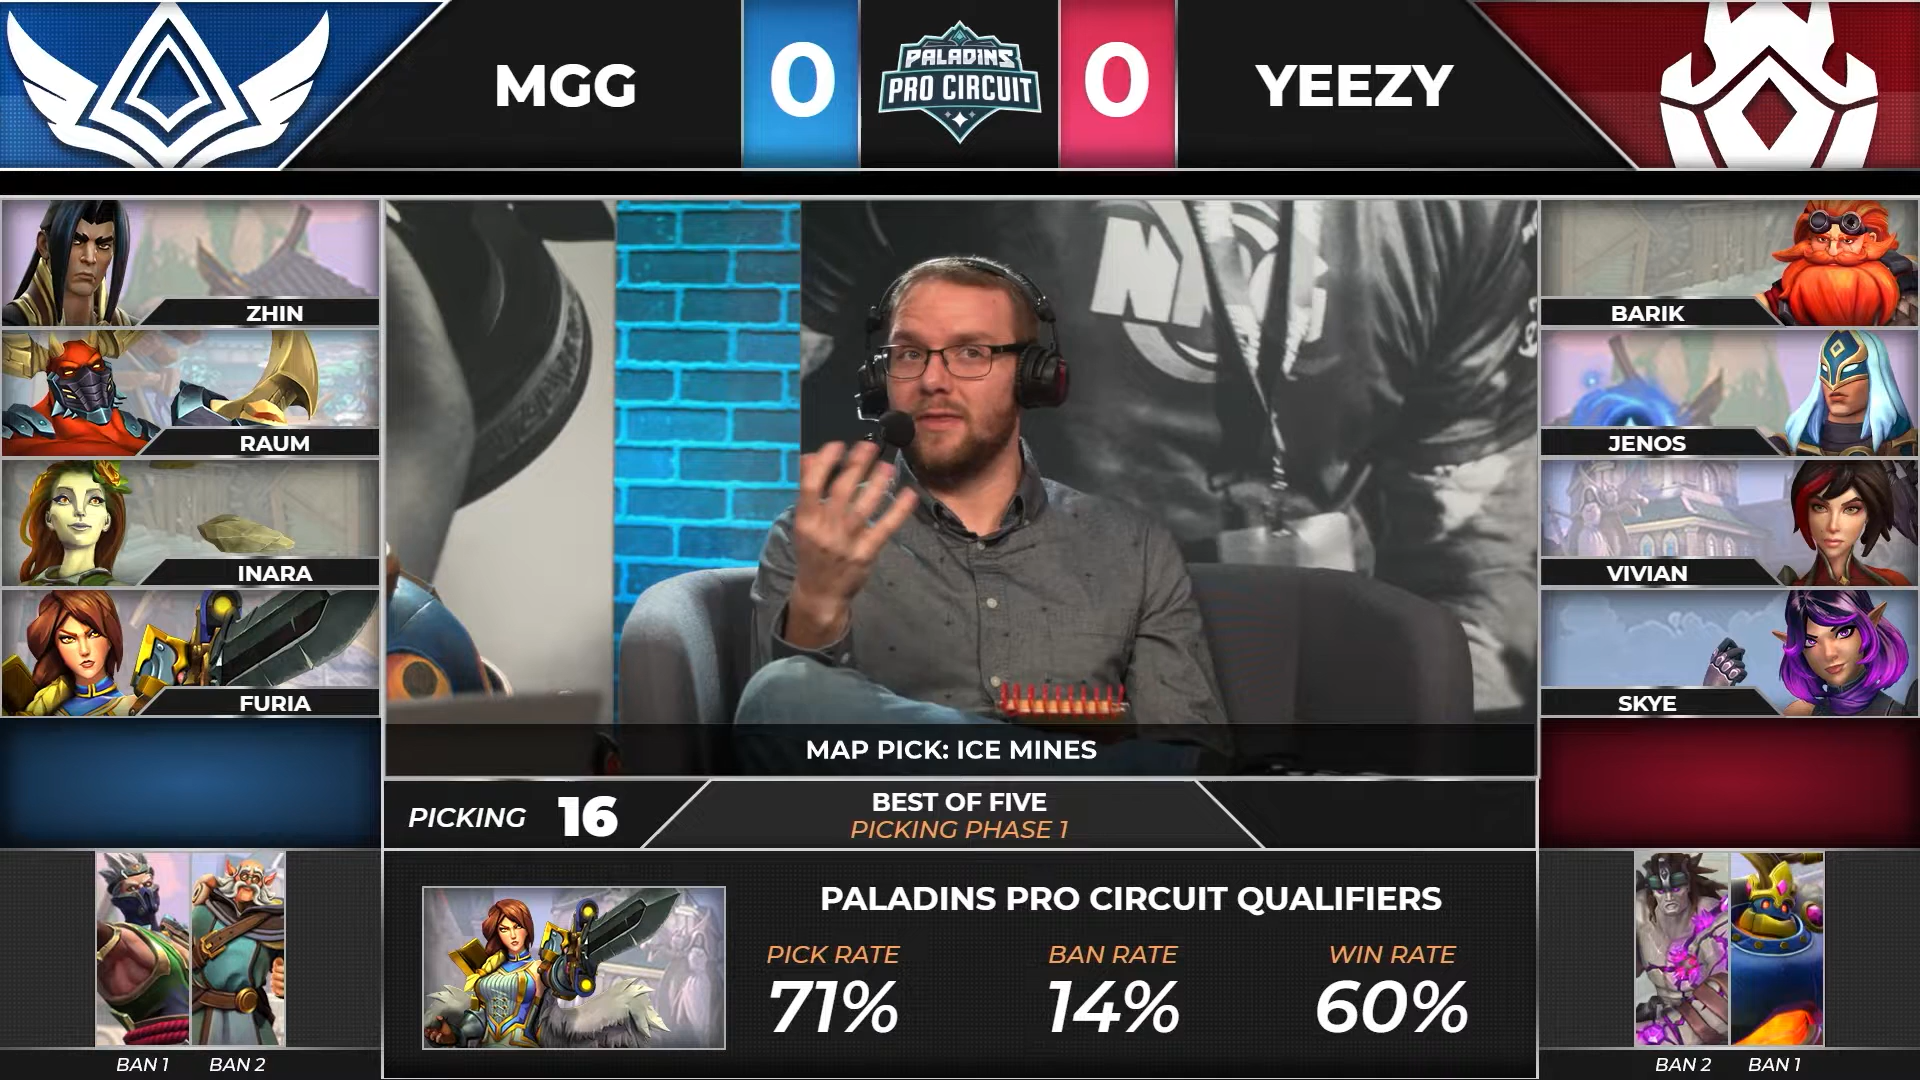 MGG
0
PALADINS
PRO CIRCUIT
0
YEEZY
ZHIN
RAUM
INARA
FURIA
BARIK
JENOS
VIVIAN
SKYE
MAP PICK: ICE MINES
PICKING 16
BEST OF FIVE
PICKING PHASE 1
PALADINS PRO CIRCUIT QUALIFIERS
PICK RATE
71%
BAN RATE
14%
WIN RATE
60%
BAN 1
BAN 2
BAN 2
BAN 1